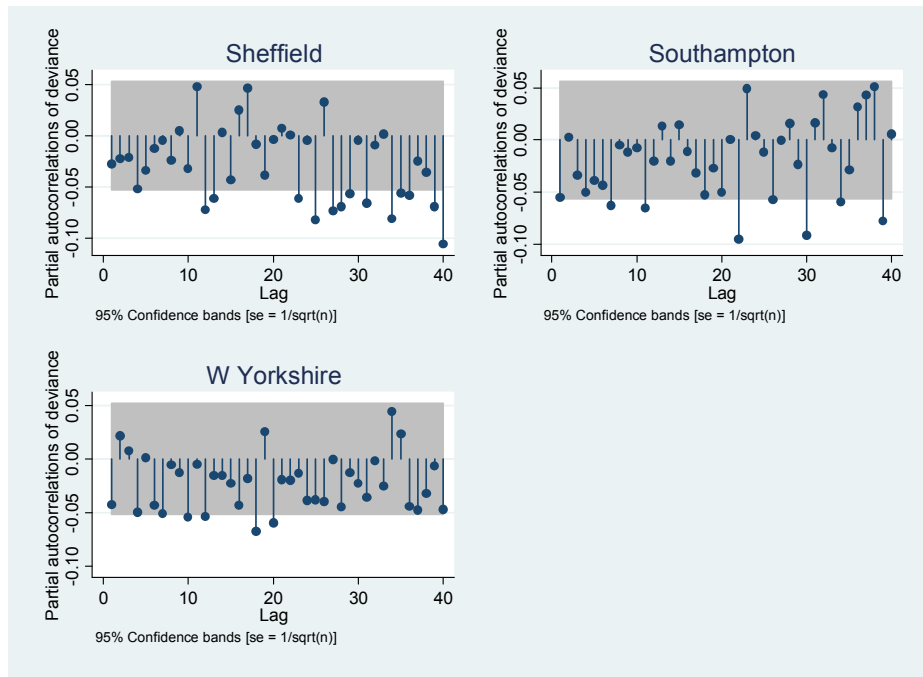 Sheffield
Partial autocorrelations of deviance
0.05
0.00
-0.05
-0.10
0 10 20 30 40
Lag
95% Confidence bands [se = 1/sqrt(n)]
Southampton
Partial autocorrelations of deviance
0.05
0.00
-0.05
-0.10
0 10 20 30 40
Lag
95% Confidence bands [se = 1/sqrt(n)]
W Yorkshire
Partial autocorrelations of deviance
0.05
0.00
-0.05
-0.10
0 10 20 30 40
Lag
95% Confidence bands [se = 1/sqrt(n)]